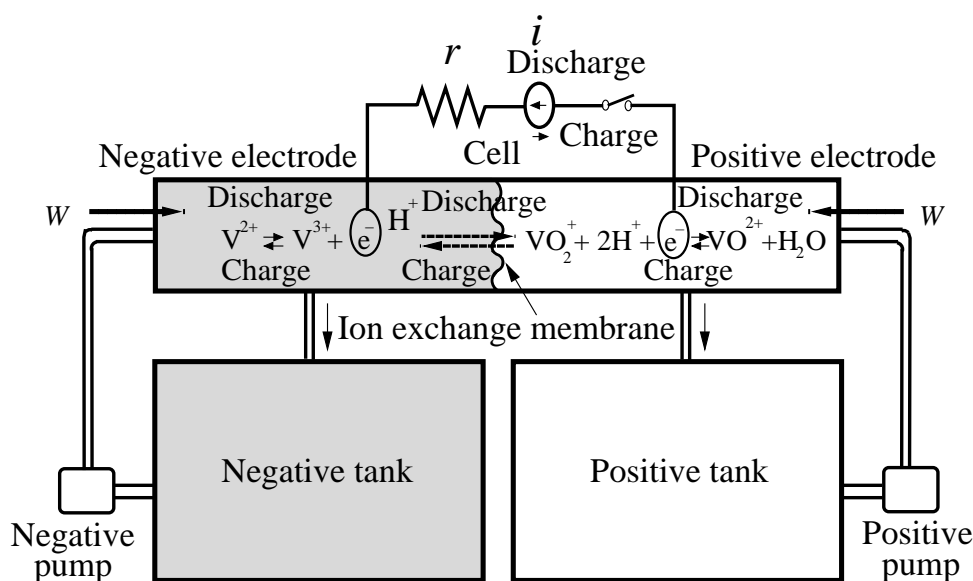 i
r
Discharge
Charge
Cell
Negative electrode
Positive electrode
Discharge
H⁺
Discharge
Discharge
W
W
V²⁺ ⇌ V³⁺ + e⁻
VO₂⁺ + 2H⁺ + e⁻ ⇌ VO²⁺ + H₂O
Charge
Charge
Charge
Ion exchange membrane
Negative tank
Positive tank
Negative
pump
Positive
pump